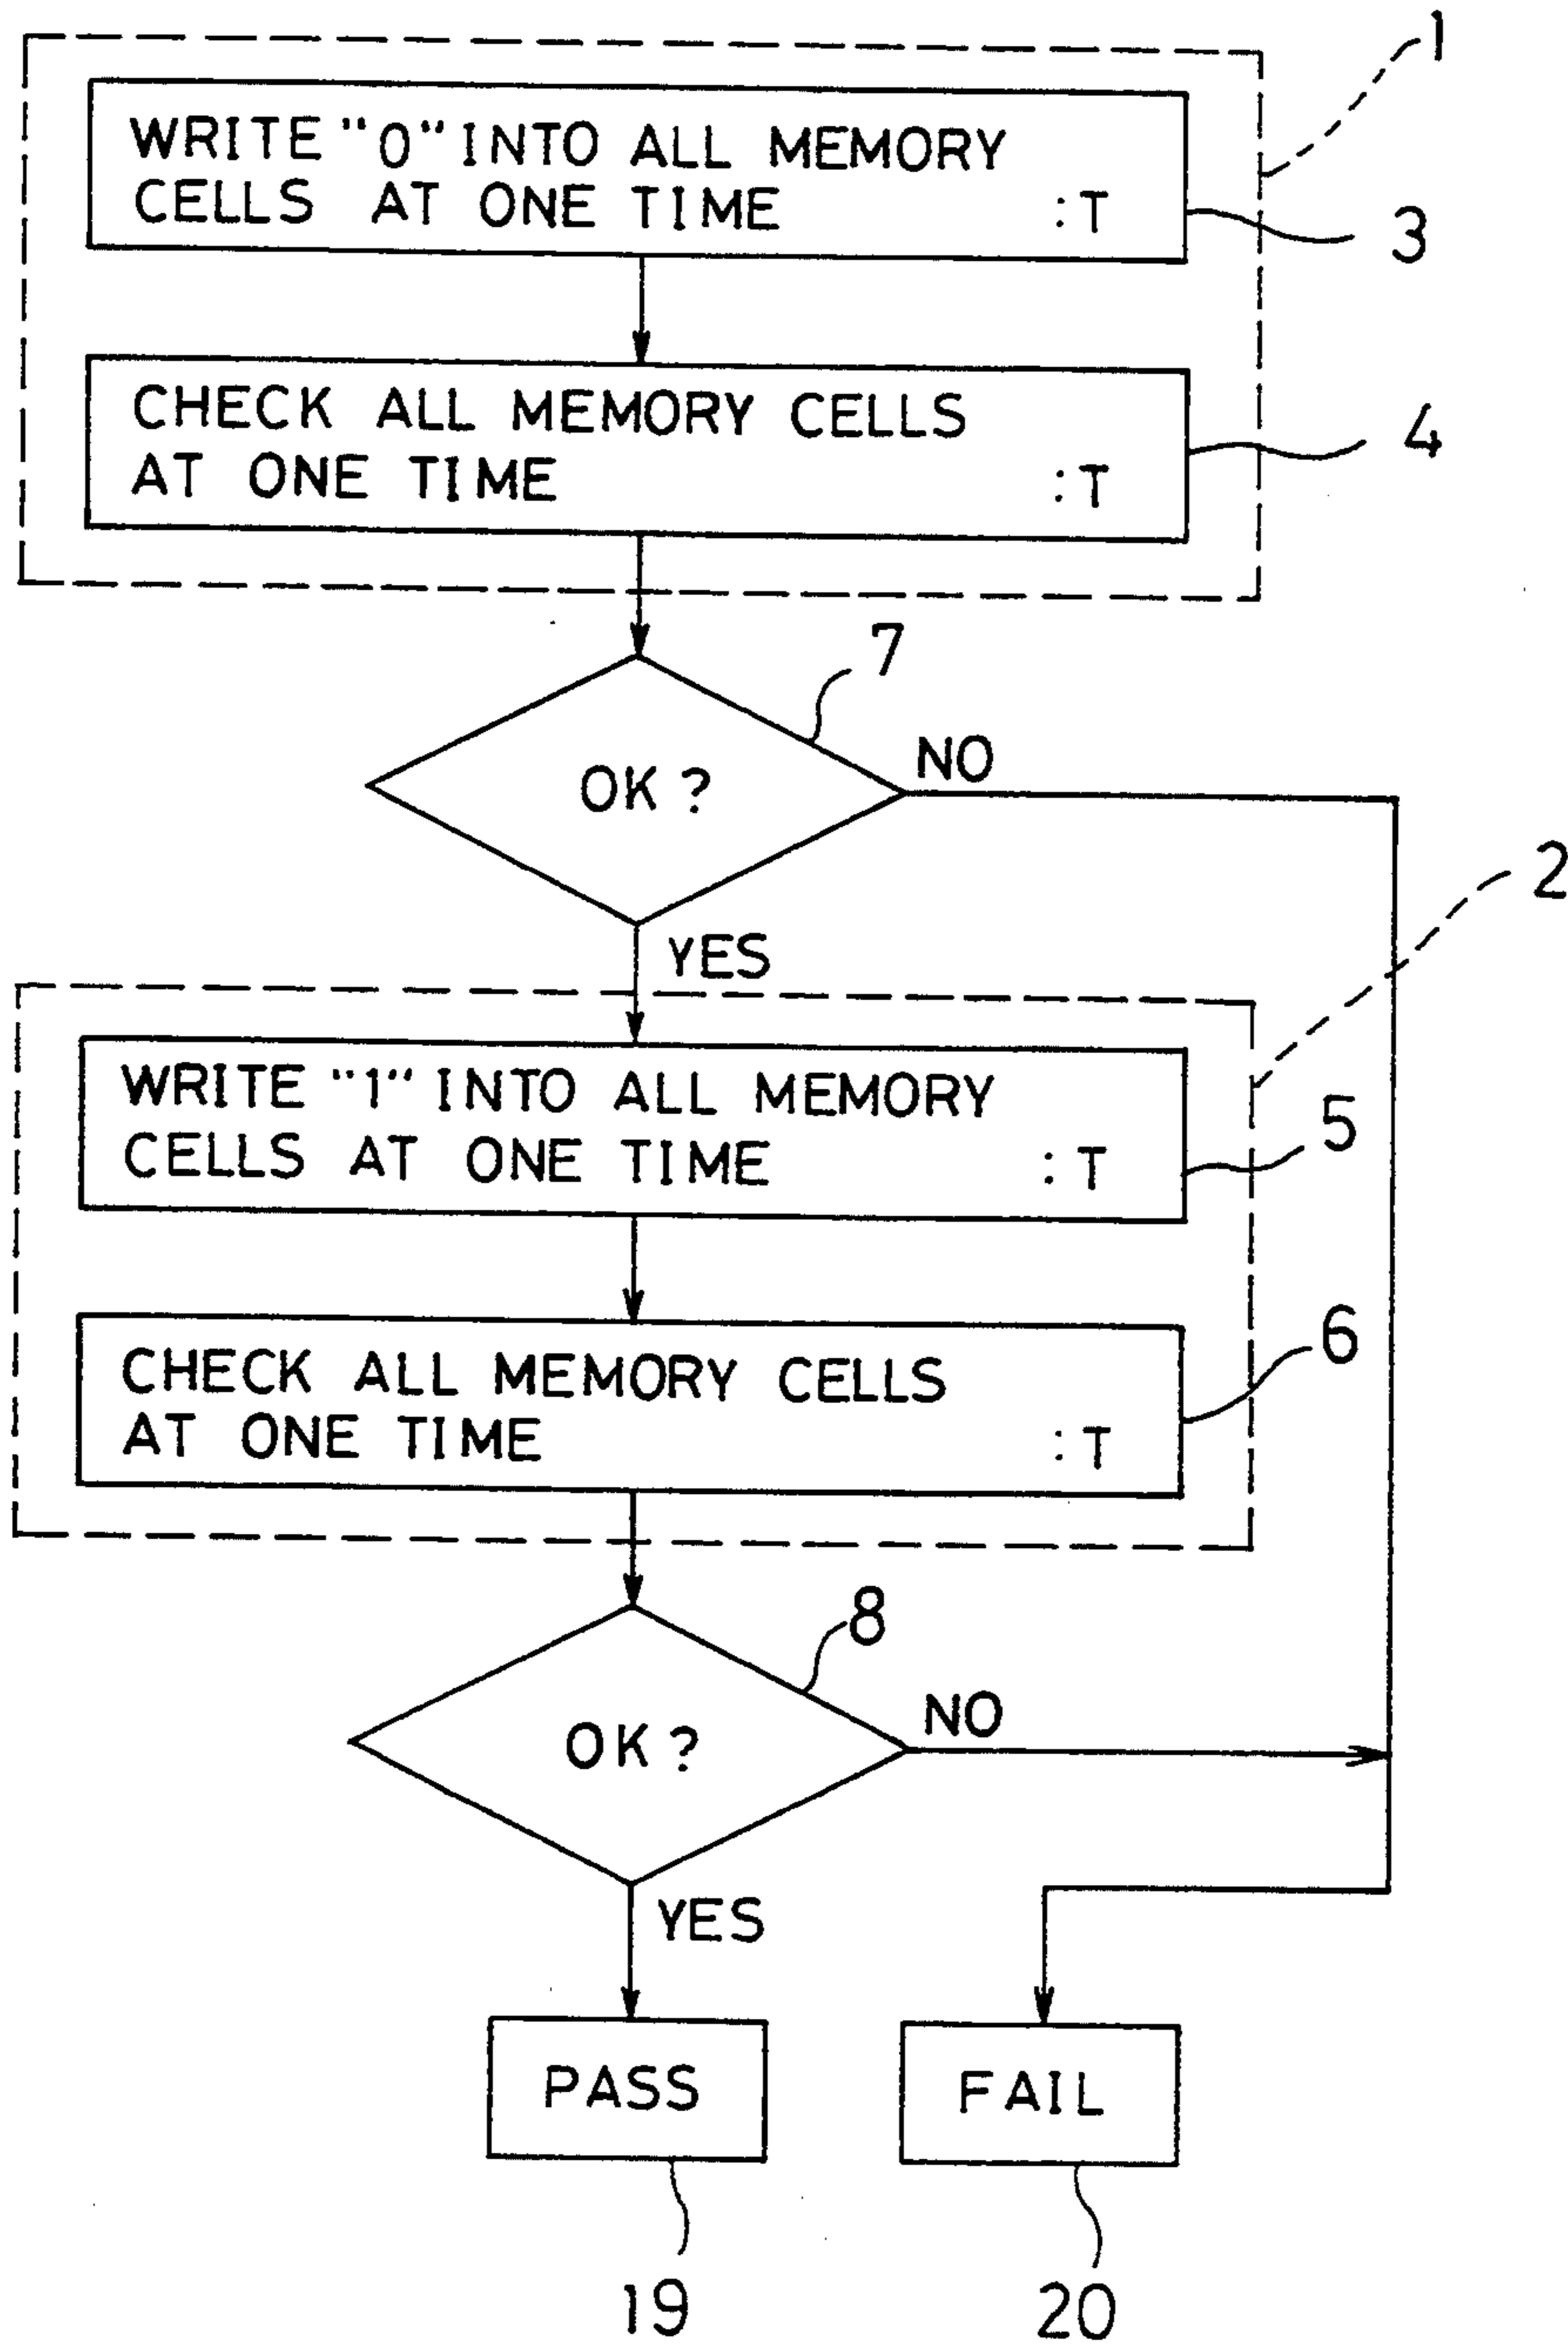 1
WRITE "0" INTO ALL MEMORY
CELLS AT ONE TIME :T
3
CHECK ALL MEMORY CELLS
AT ONE TIME :T
4
7
OK?
NO
2
YES
WRITE "1" INTO ALL MEMORY
CELLS AT ONE TIME :T
5
CHECK ALL MEMORY CELLS
AT ONE TIME :T
6
8
OK?
NO
YES
PASS
FAIL
19
20